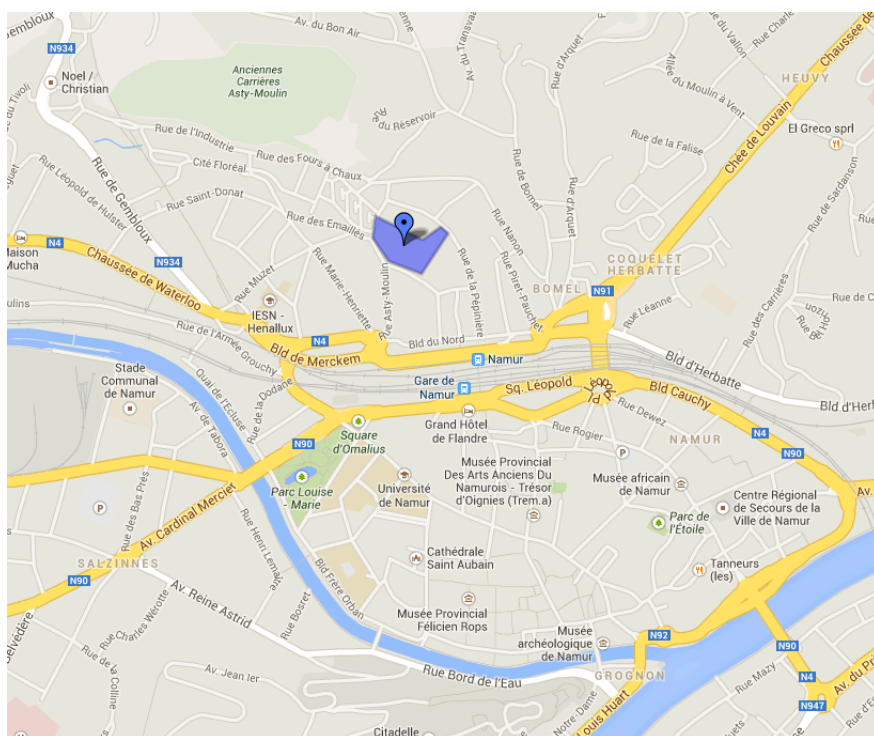 Av. du Bon Air
N934
Noel /
Christian
Anciennes
Carrières
Asty-Moulin
Rue d'Arquet
Allée
du Moulin à Vent
HEUVY
Chaussée de
El Greco sprl
Rue
du Réservoir
Rue de l'Industrie
Rue des Fours à Chaux
Cité Floréal
Rue de la Falise
Chée de Louvain
Rue de Gembloux
Rue Léopold de Hulster
Rue Saint-Donat
Rue des Emaillés
Rue de Bomel
Rue d'Arquet
Rue de Sardanson
N4
Maison
Mucha
N934
Chaussée de Waterloo
Rue Muzet
Rue Marie-Henriette
Rue Asty-Moulin
Rue de la Pépinière
Rue Nanon
Rue Piret-Pauchet
COQUELET
HERBATTE
BOMEL
N91
Rue Léanne
Rue des Carrières
Rue de C
IESN -
Henallux
Rue de l'Armée Grouchy
N4
Bld du Nord
Bld de Merckem
Namur
Bld d'Herbatte
Bld d'Herb
Stade
Communal
de Namur
Quai de l'Ecluse
Av. de Tabora
Rue de la Dodane
Gare de
Namur
Sq. Léopold
Pl. Léopold
Bld Cauchy
Rue Dewez
N4
N90
N90
Square
d'Omalius
Grand Hôtel
de Flandre
Rue Rogier
P
NAMUR
Av.
Musée Provincial
Des Arts Anciens Du
Namurois - Trésor
d'Oignies (Trem.a)
Musée africain
de Namur
Parc Louise
- Marie
Université
de Namur
P
Rue des Bas Prés
Av. Cardinal Mercier
Centre Régional
de Secours de la
Ville de Namur
Parc de
l'Étoile
SALZINNES
N90
Rue Henri Lemaître
Bld Frère Orban
Cathédrale
Saint Aubain
Tanneurs
(les)
Av. Reine Astrid
Rue Charles Wérotte
Rue Bosret
Musée Provincial
Félicien Rops
Belvédère
Rue de la Colline
Av. Jean Ier
Musée
archéologique
de Namur
N92
N90
Rue Bord de l'Eau
GROGNON
Rue Mazy
N4
Av. du
N947
Notre-Dame
Louis Huart
Citadelle